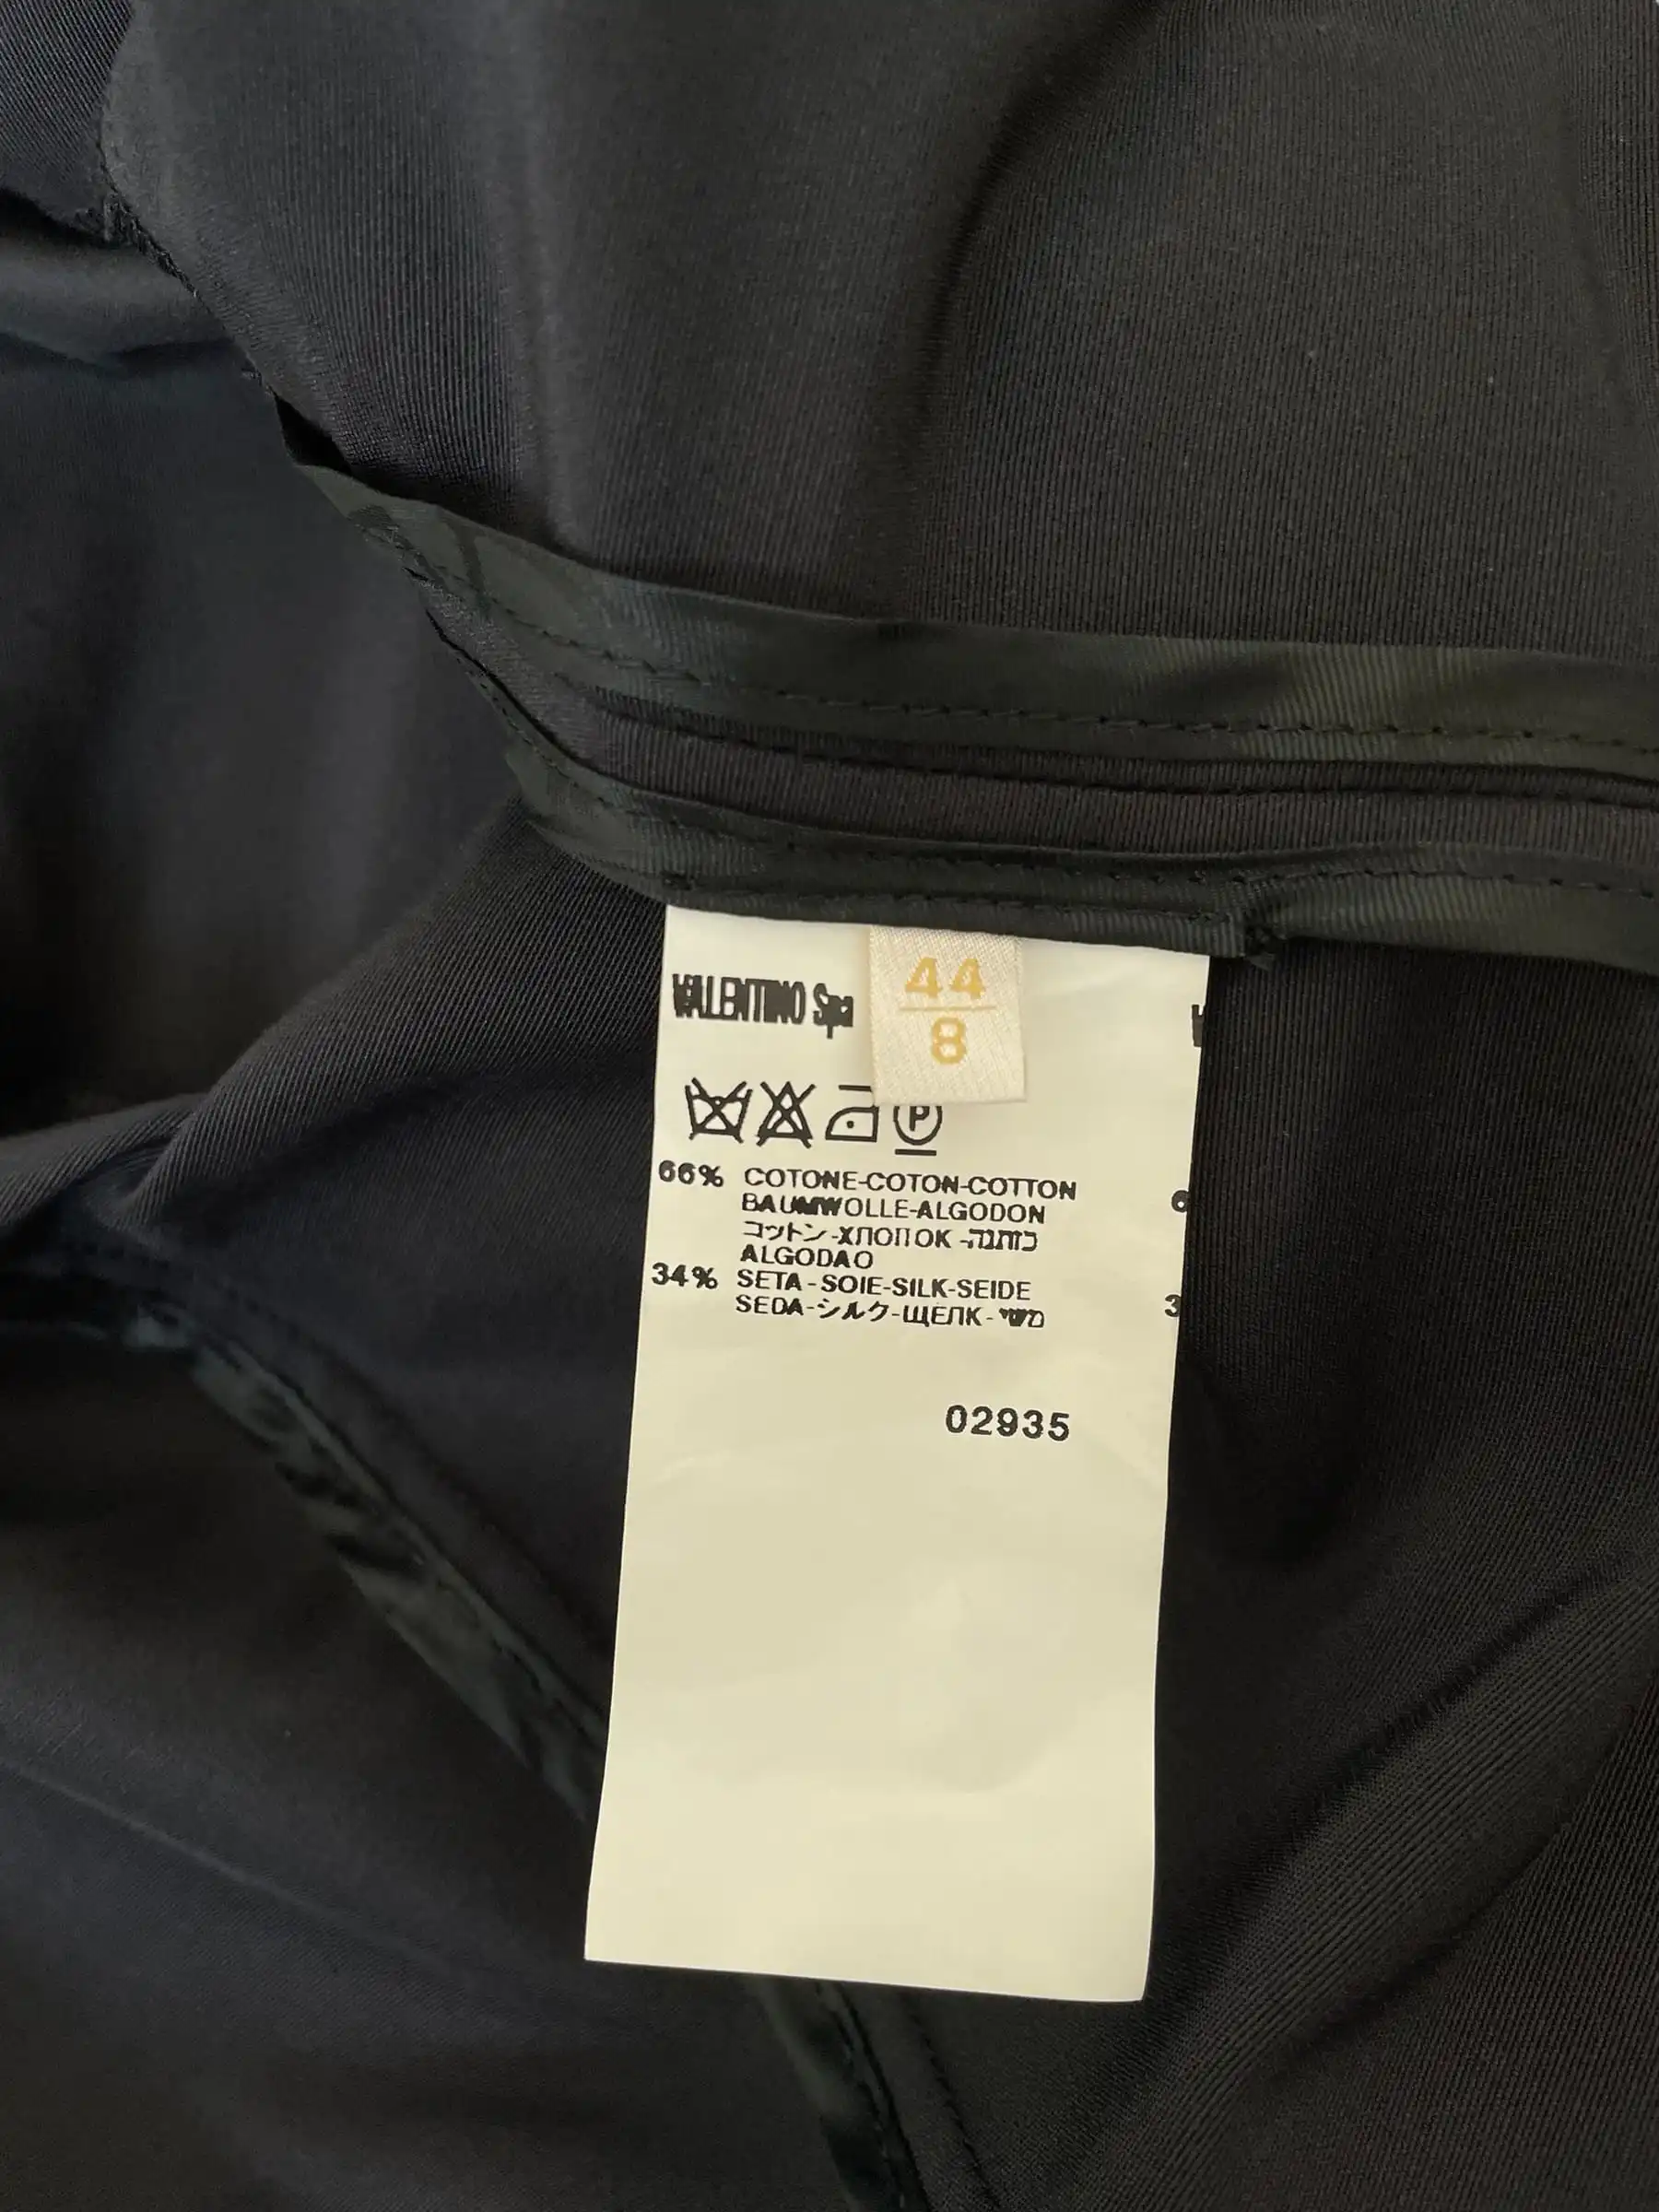 VALENTINO Spa
44
8
P
66% COTONE-COTON-COTTON
BAUMWOLLE-ALGODON
コットン-ХЛОПОК-כותנה
ALGODAO
34% SETA-SOIE-SILK-SEIDE
SEDA-シルク-ЩЕЛК-משי
02935